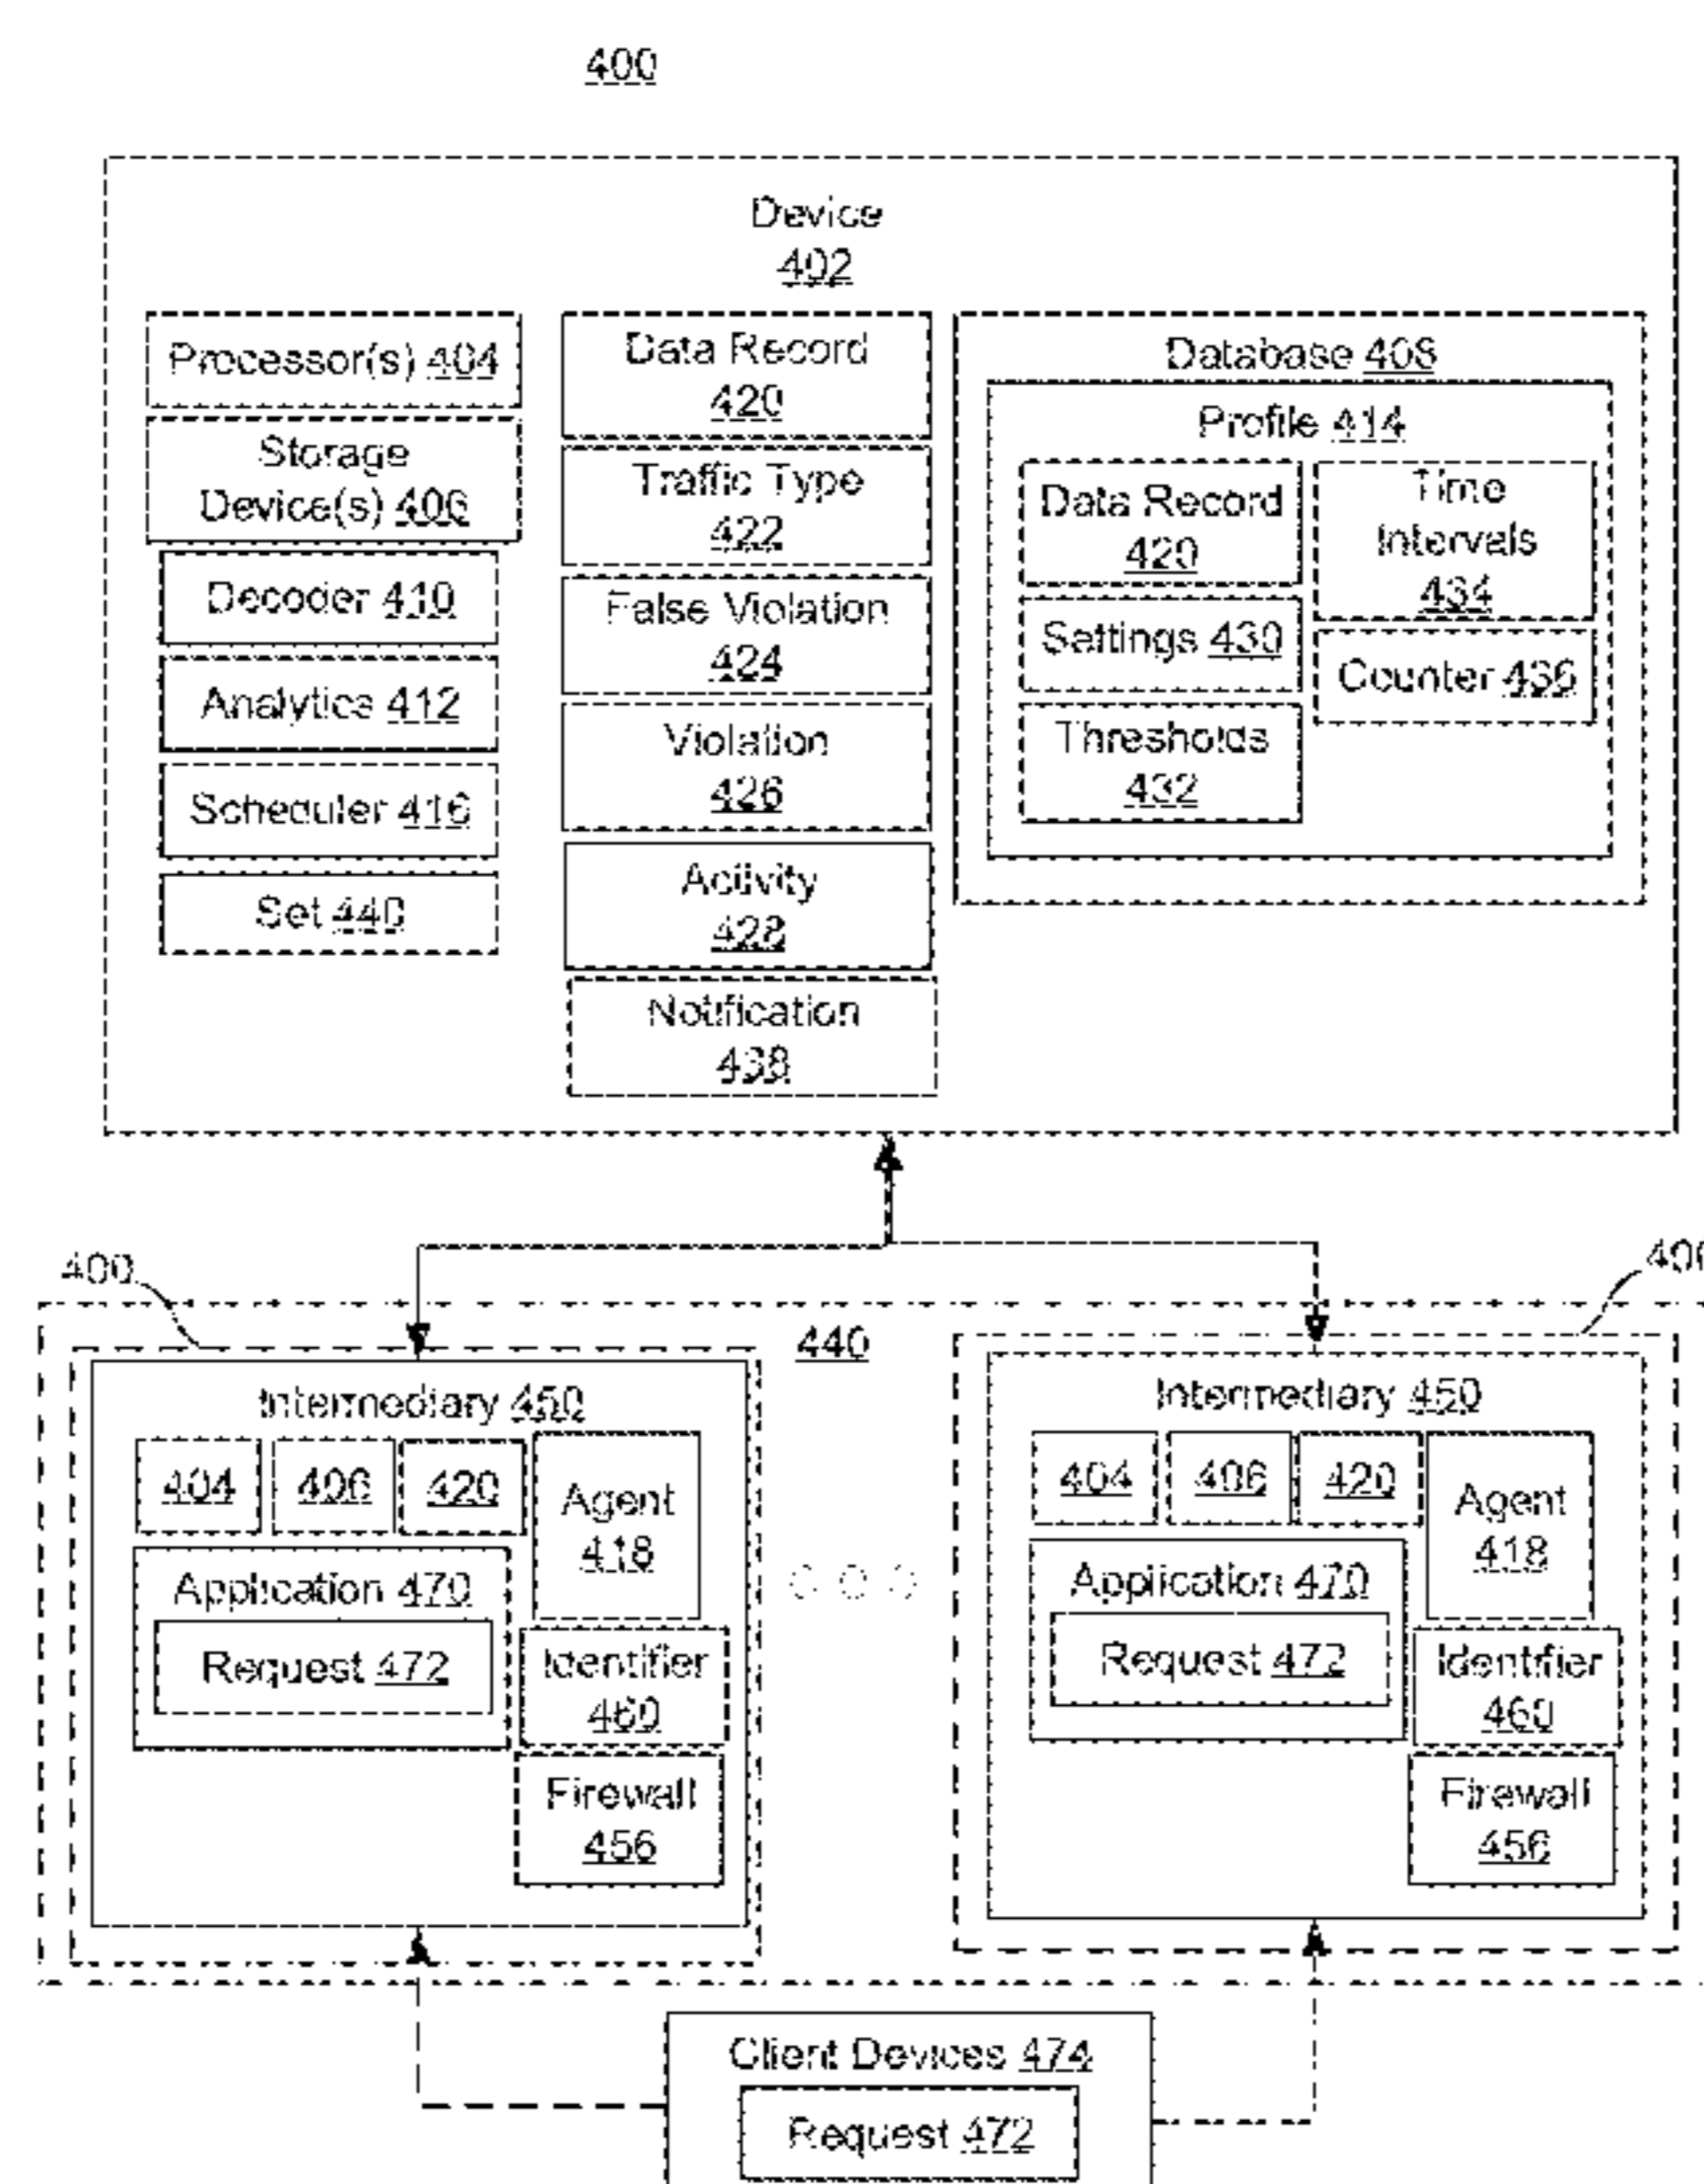 400
Device
402
Processor(s) 404
Storage
Device(s) 406
Decoder 410
Analytics 412
Scheduler 416
Set 440
Data Record
420
Traffic Type
422
False Violation
424
Violation
426
Activity
428
Notification
438
Database 408
Profile 414
Data Record
420
Settings 430
Thresholds
432
Time
Intervals
434
Counter 436
400
440
Intermediary 450
404 406 420
Agent
418
Application 470
Request 472
Identifier
460
Firewall
456
Intermediary 450
404 406 420
Agent
418
Application 470
Request 472
Identifier
460
Firewall
456
Client Devices 474
Request 472